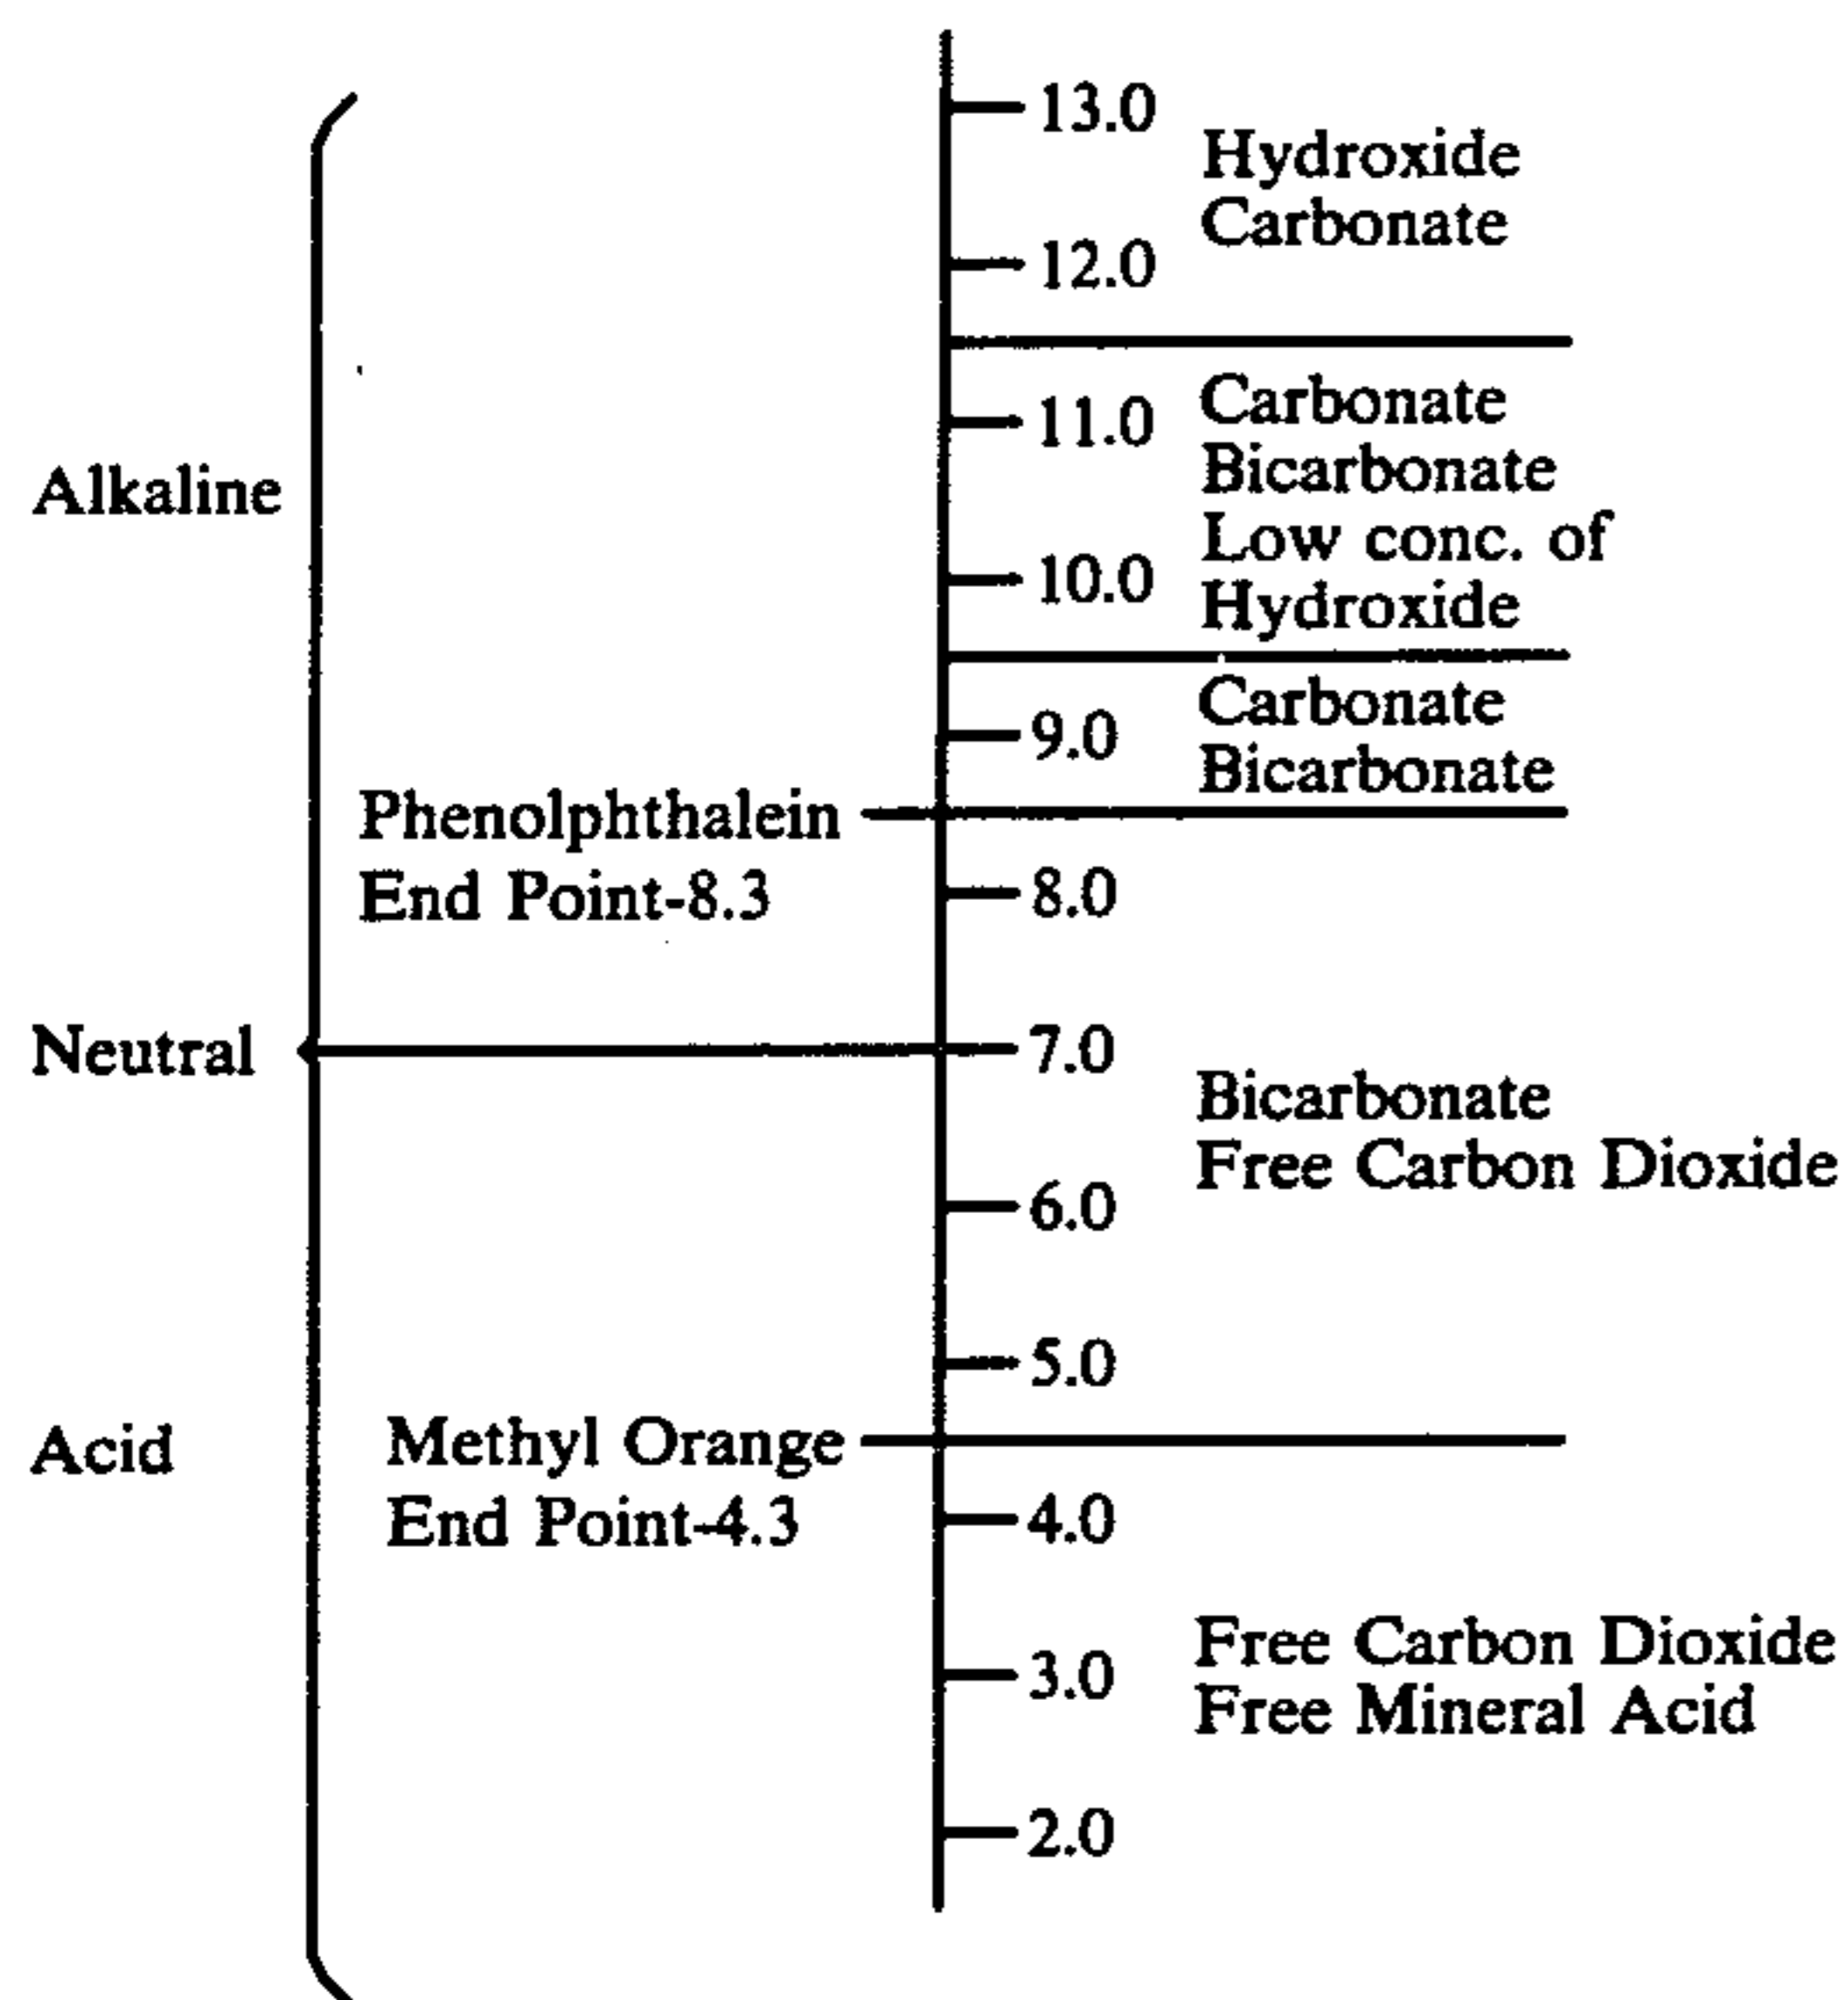 13.0
Hydroxide
Carbonate
12.0
11.0
Carbonate
Bicarbonate
Low conc. of
Hydroxide
10.0
Alkaline
Carbonate
Bicarbonate
9.0
Phenolphthalein
End Point-8.3
8.0
Neutral
7.0
Bicarbonate
Free Carbon Dioxide
6.0
5.0
Acid
Methyl Orange
End Point-4.3
4.0
Free Carbon Dioxide
Free Mineral Acid
3.0
2.0